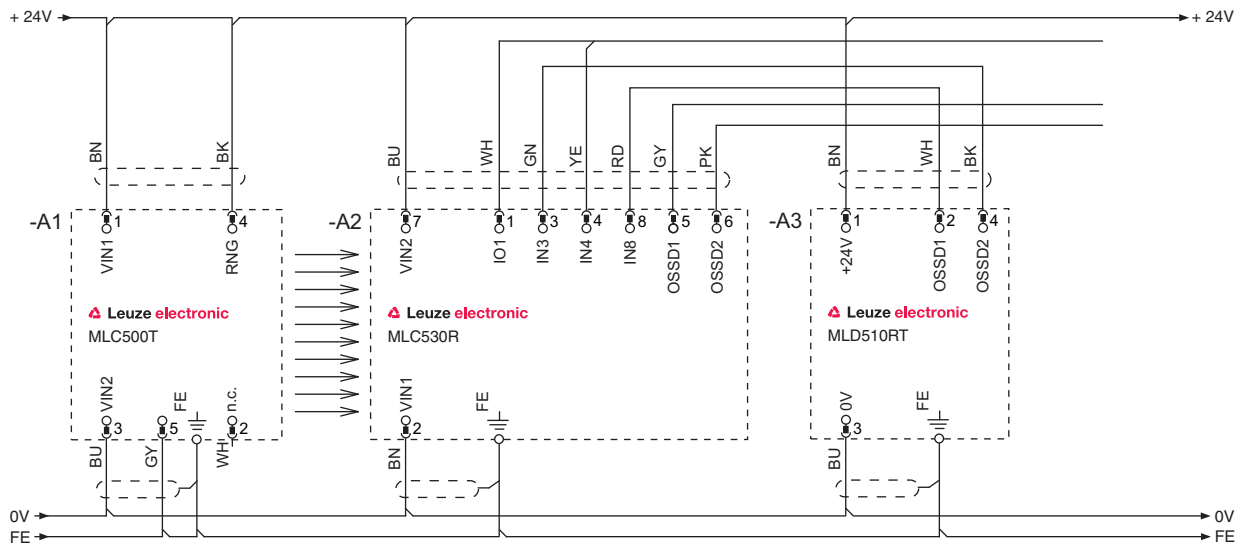 + 24V
+ 24V
BN
BK
BU
WH
GN
YE
RD
GY
PK
BN
WH
BK
-A1
1
4
-A2
7
1
3
4
8
5
6
-A3
1
2
4
VIN1
RNG
VIN2
IO1
IN3
IN4
IN8
OSSD1
OSSD2
+24V
OSSD1
OSSD2
Leuze electronic
MLC500T
Leuze electronic
MLC530R
Leuze electronic
MLD510RT
VIN2
FE
n.c.
VIN1
FE
0V
FE
3
5
2
2
3
BU
GY
WH
BN
BU
0V
0V
FE
FE